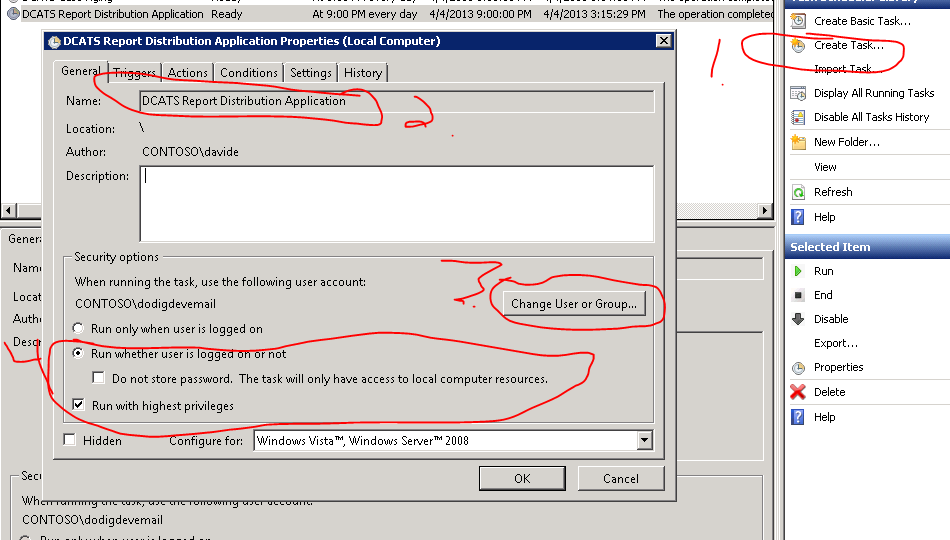 DCATS Report Distribution Application Ready At 9:00 PM every day 4/4/2013 9:00:00 PM 4/4/2013 3:15:29 PM The operation completed
Create Basic Task...
Create Task...
Import Task...
Display All Running Tasks
Disable All Tasks History
New Folder...
View
Refresh
Help
Selected Item
Run
End
Disable
Export...
Properties
Delete
Help
1.
DCATS Report Distribution Application Properties (Local Computer)
General Triggers Actions Conditions Settings History
Name: DCATS Report Distribution Application
2.
Location: \
Author: CONTOSO\davide
Description:
Security options
When running the task, use the following user account:
CONTOSO\dodigdevemail
3.
Change User or Group...
Run only when user is logged on
Run whether user is logged on or not
Do not store password. The task will only have access to local computer resources.
Run with highest privileges
Hidden Configure for: Windows Vista™, Windows Server™ 2008
OK Cancel
When running the task, use the following user account:
CONTOSO\dodigdevemail